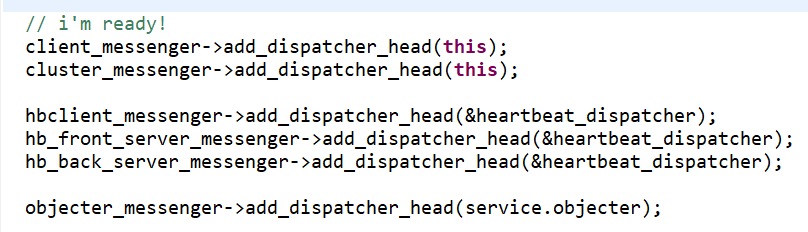 // i'm ready!
client_messenger->add_dispatcher_head(this);
cluster_messenger->add_dispatcher_head(this);
hbclient_messenger->add_dispatcher_head(&heartbeat_dispatcher);
hb_front_server_messenger->add_dispatcher_head(&heartbeat_dispatcher);
hb_back_server_messenger->add_dispatcher_head(&heartbeat_dispatcher);
objecter_messenger->add_dispatcher_head(service.objecter);